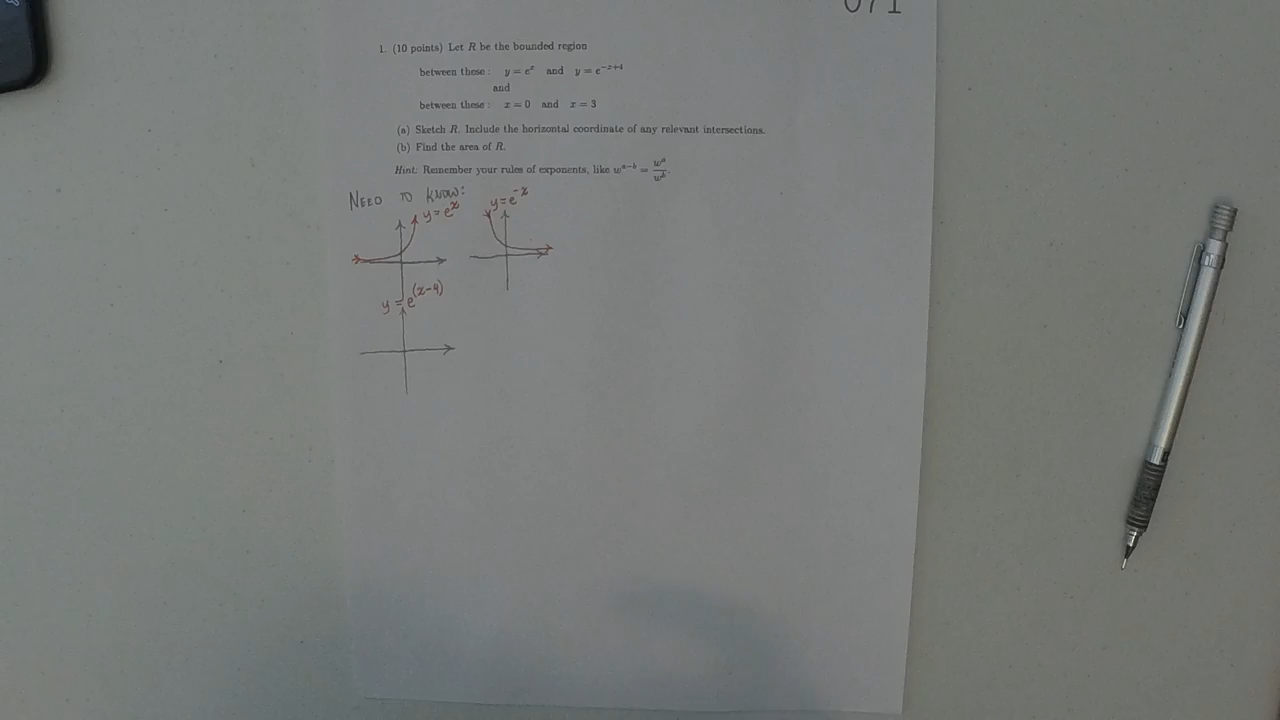 071
1. (10 points) Let R be the bounded region
between these : y = e^x and y = e^{-x+4}
and
between these : x = 0 and x = 3
(a) Sketch R. Include the horizontal coordinate of any relevant intersections.
(b) Find the area of R.
Hint: Remember your rules of exponents, like w^{a-b} = w^a/w^b.
NEED TO KNOW:
y=e^x y=e^{-x}
y=e^{(x-4)}